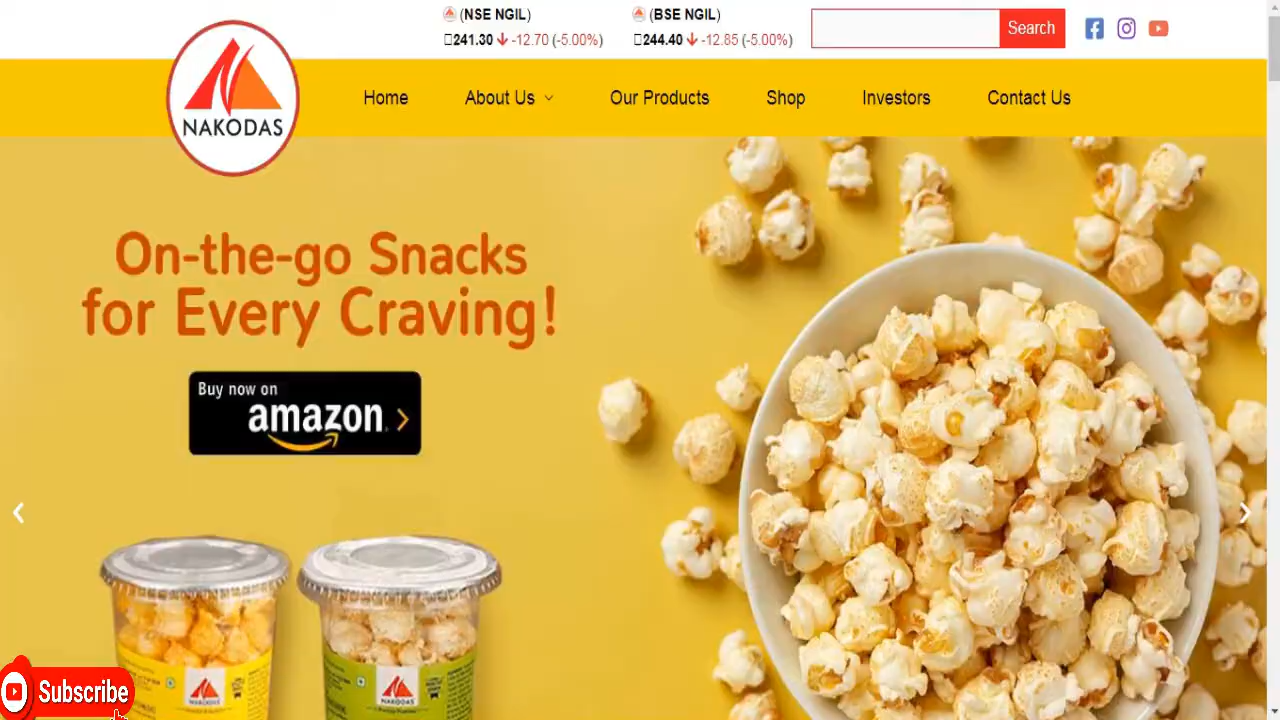 (NSE NGIL)
241.30 -12.70 (-5.00%)
(BSE NGIL)
244.40 -12.85 (-5.00%)
Search
NAKODAS
Home
About Us
Our Products
Shop
Investors
Contact Us
On-the-go Snacks
for Every Craving!
Buy now on
amazon
NAKODAS
NAKODAS
Subscribe